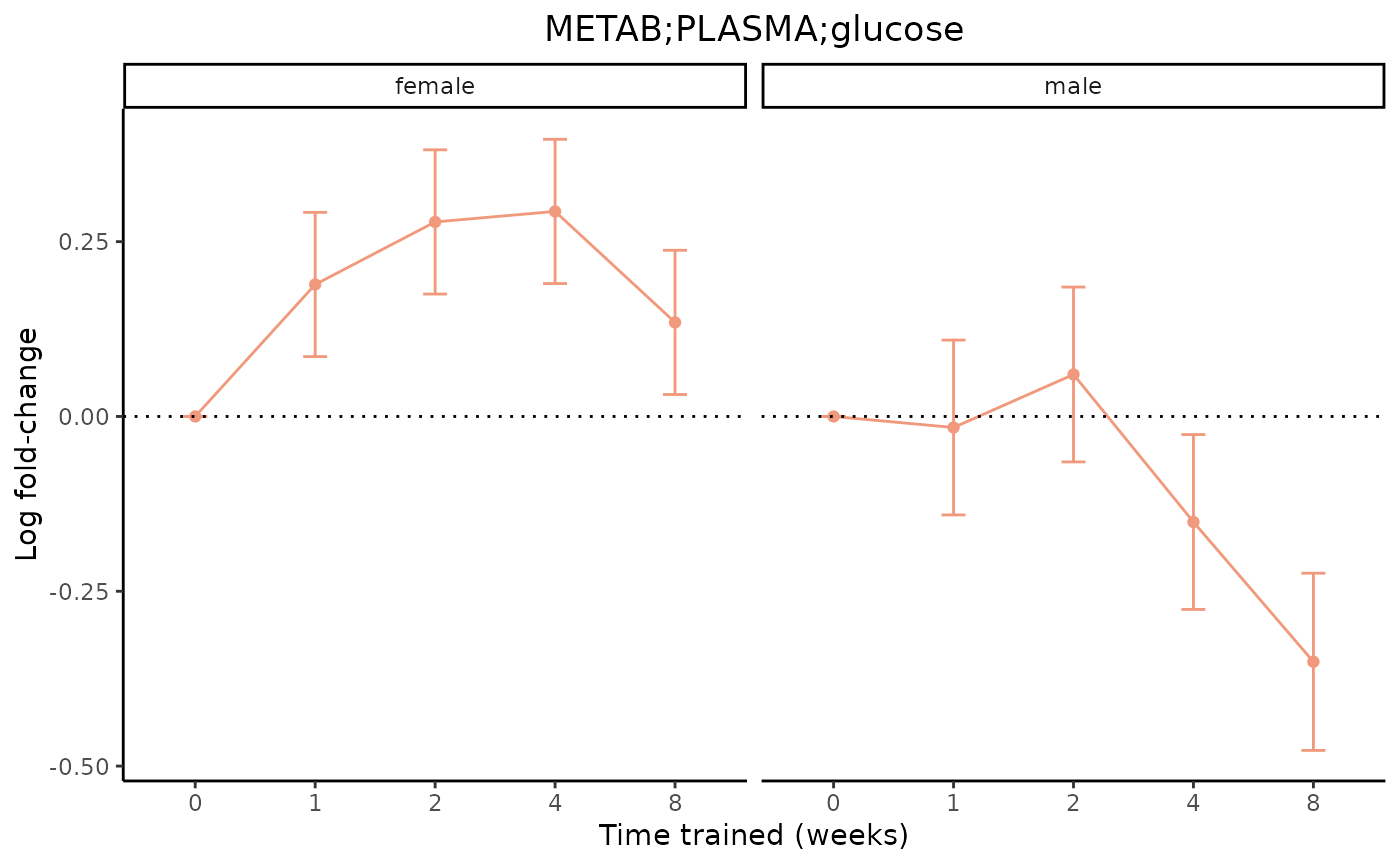 METAB;PLASMA;glucose
female male
Log fold-change
0.25
0.00
-0.25
-0.50
0 1 2 4 8 0 1 2 4 8
Time trained (weeks)